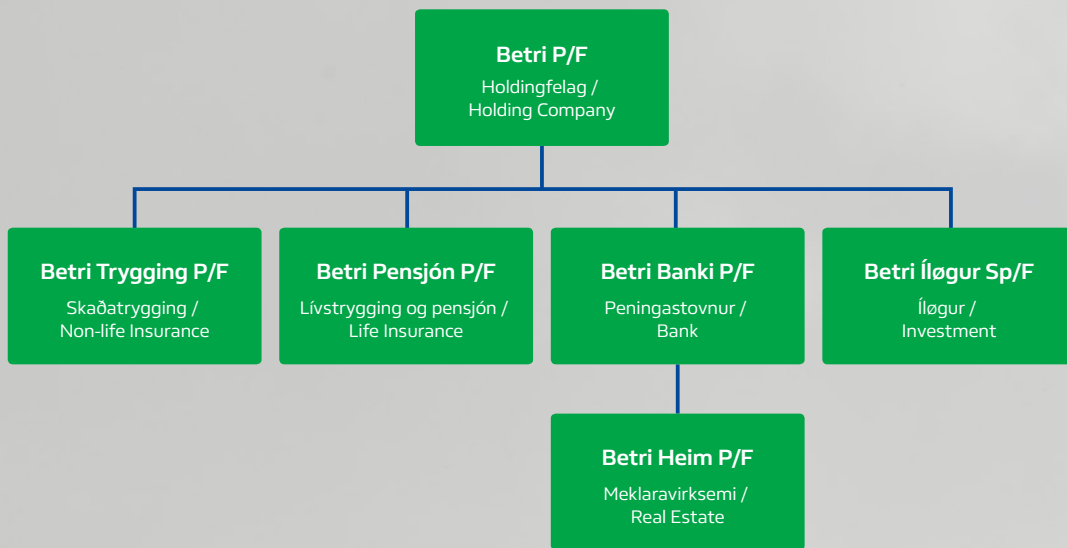 Betri P/F
Holdingfelag /
Holding Company
Betri Trygging P/F
Skaðatrygging /
Non-life Insurance
Betri Pensjón P/F
Lívstrygging og pensjón /
Life Insurance
Betri Banki P/F
Peningastovnur /
Bank
Betri Íløgur Sp/F
Íløgur /
Investment
Betri Heim P/F
Meklaravirksemi /
Real Estate